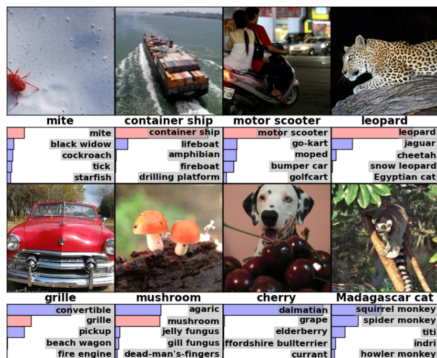 mite
container ship
motor scooter
leopard
mite
black widow
cockroach
tick
starfish
container ship
lifeboat
amphibian
fireboat
drilling platform
motor scooter
go-kart
moped
bumper car
golfcart
leopard
jaguar
cheetah
snow leopard
Egyptian cat
grille
mushroom
cherry
Madagascar cat
convertible
grille
pickup
beach wagon
fire engine
agaric
mushroom
jelly fungus
gill fungus
dead-man's-fingers
dalmatian
grape
elderberry
ffordshire bullterrier
currant
squirrel monkey
spider monkey
titi
indri
howler monkey